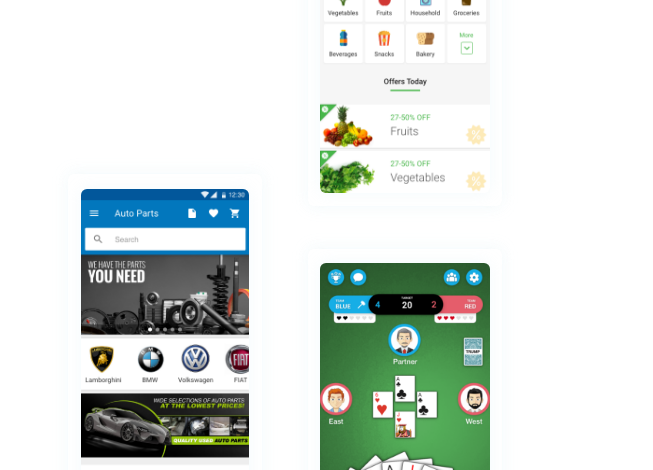 Vegetables
Fruits
Household
Groceries
Beverages
Snacks
Bakery
More
Offers Today
27-50% OFF
Fruits
27-50% OFF
Vegetables
12:30
Auto Parts
Search
WE HAVE THE PARTS
YOU NEED
Lamborghini
BMW
Volkswagen
FIAT
WIDE SELECTIONS OF AUTO PARTS
AT THE LOWEST PRICES!
QUALITY USED AUTO PARTS
BLUE
4
TARGET
20
2
RED
Partner
TRUMP
East
West